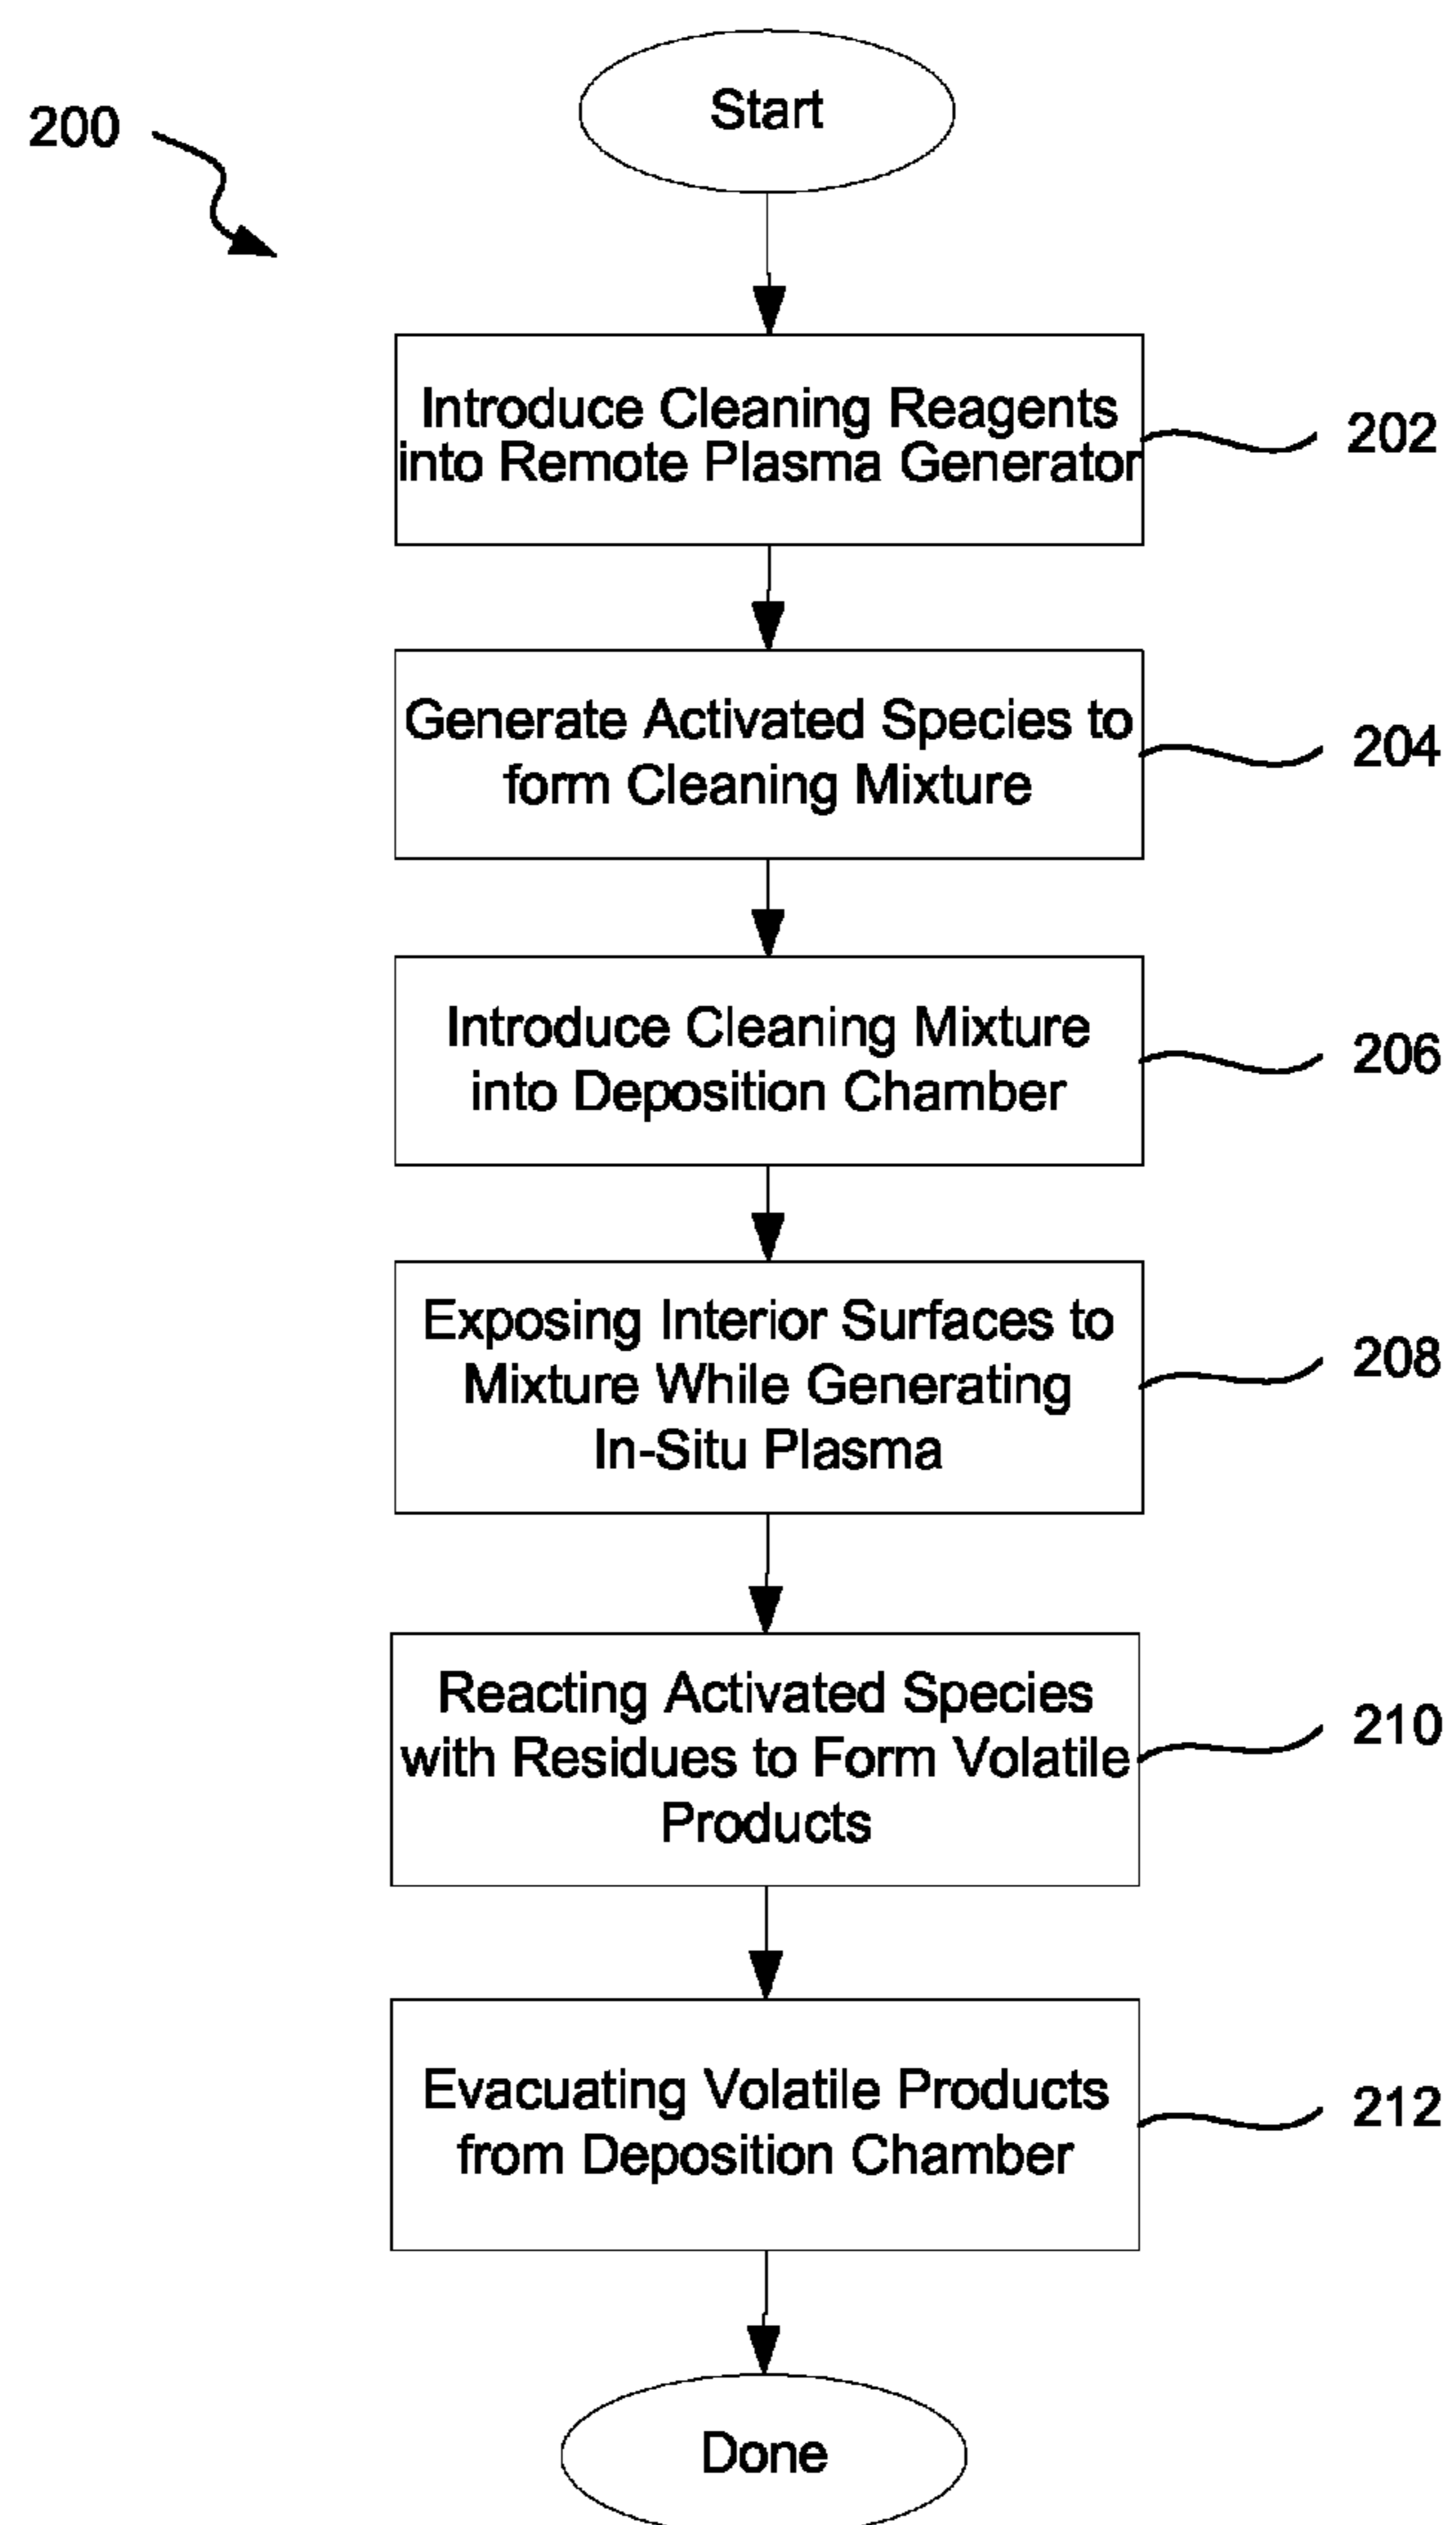 Start
200
Introduce Cleaning Reagents
into Remote Plasma Generator
202
Generate Activated Species to
form Cleaning Mixture
204
Introduce Cleaning Mixture
into Deposition Chamber
206
Exposing Interior Surfaces to
Mixture While Generating
In-Situ Plasma
208
Reacting Activated Species
with Residues to Form Volatile
Products
210
Evacuating Volatile Products
from Deposition Chamber
212
Done